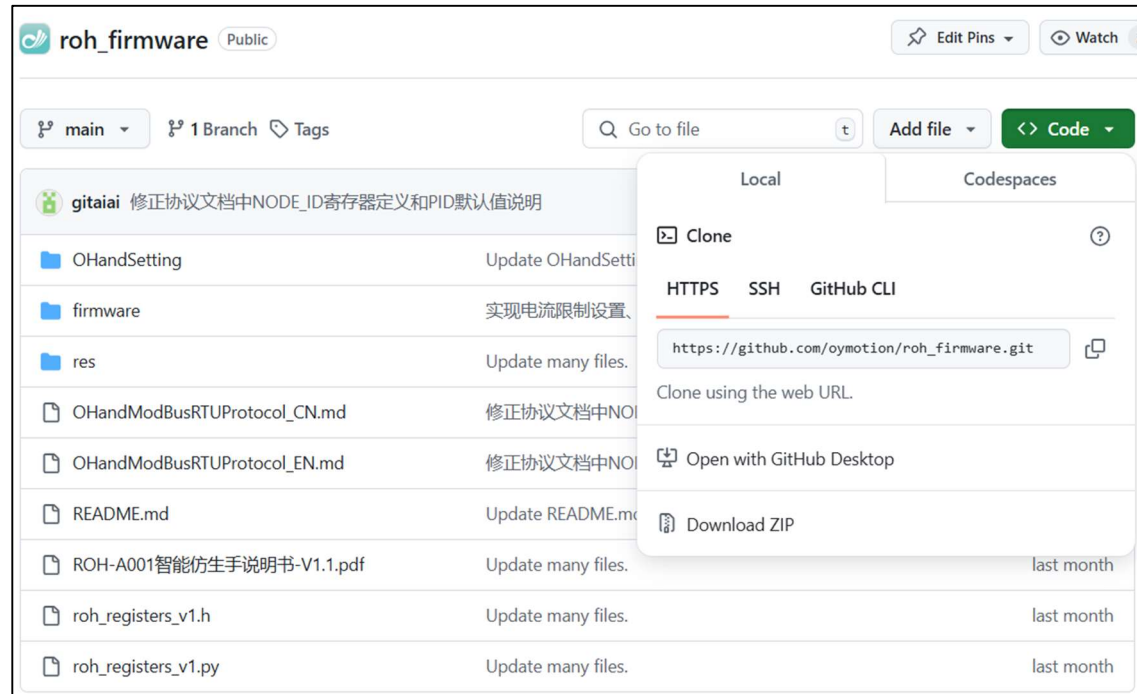 roh_firmware Public
Edit Pins
Watch
main
1 Branch
Tags
Go to file
t
Add file
<> Code
gitaiai 修正协议文档中NODE_ID寄存器定义和PID默认值说明
Local
Codespaces
Clone
?
HTTPS SSH GitHub CLI
https://github.com/oymotion/roh_firmware.git
Clone using the web URL.
Open with GitHub Desktop
Download ZIP
OHandSetting Update OHandSetti
firmware 实现电流限制设置、
res Update many files.
OHandModBusRTUProtocol_CN.md 修正协议文档中NO
OHandModBusRTUProtocol_EN.md 修正协议文档中NO
README.md Update README.m
ROH-A001智能仿生手说明书-V1.1.pdf Update many files. last month
roh_registers_v1.h Update many files. last month
roh_registers_v1.py Update many files. last month